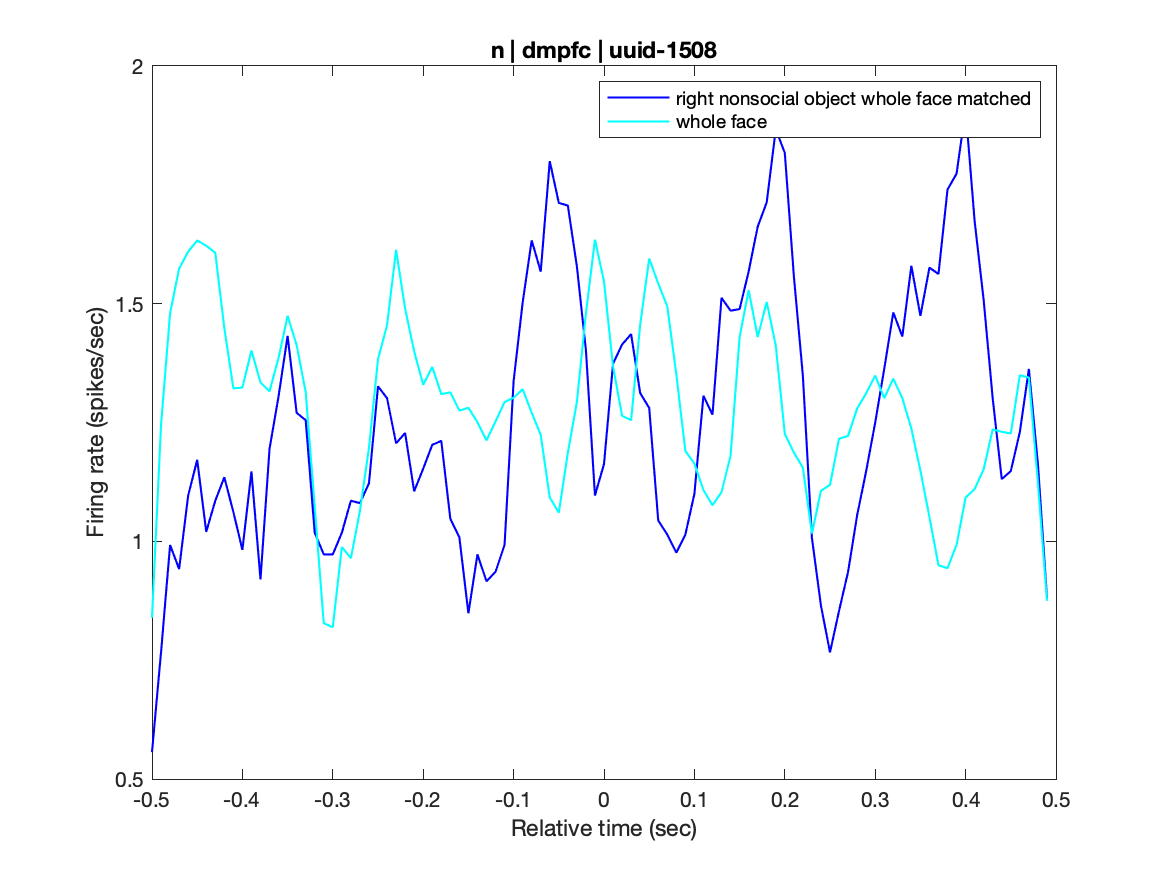 n | dmpfc | uuid-1508
right nonsocial object whole face matched
whole face
2
1.5
1
0.5
Firing rate (spikes/sec)
-0.5 -0.4 -0.3 -0.2 -0.1 0 0.1 0.2 0.3 0.4 0.5
Relative time (sec)